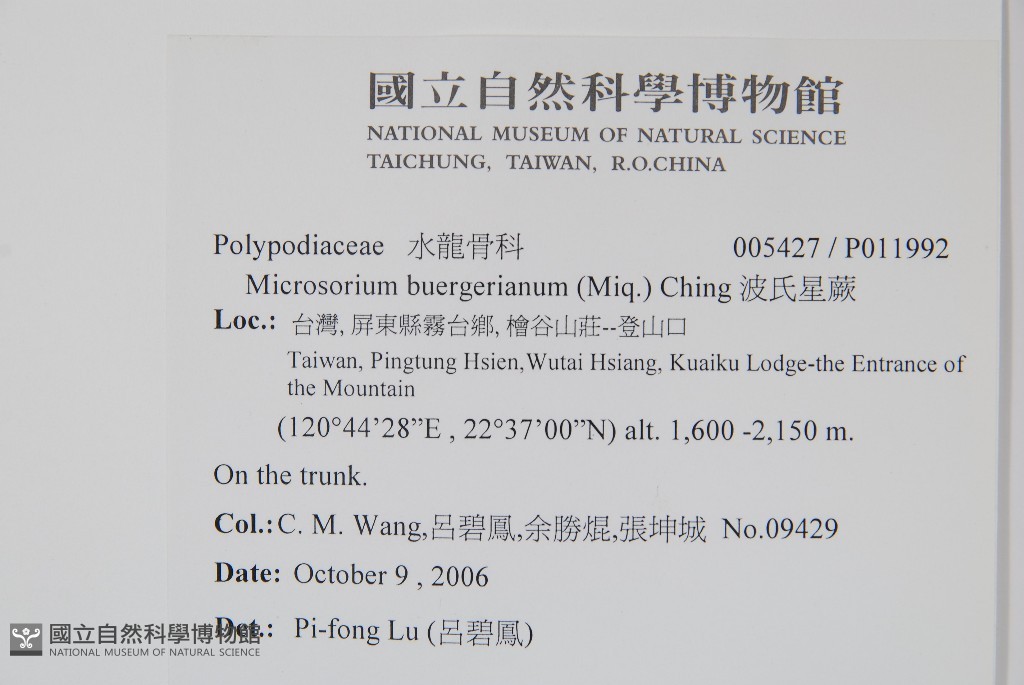 國立自然科學博物館
NATIONAL MUSEUM OF NATURAL SCIENCE
TAICHUNG, TAIWAN, R.O.CHINA
Polypodiaceae 水龍骨科 005427 / P011992
Microsorium buergerianum (Miq.) Ching 波氏星蕨
Loc.: 台灣, 屏東縣霧台鄉, 檜谷山莊--登山口
Taiwan, Pingtung Hsien,Wutai Hsiang, Kuaiku Lodge-the Entrance of
the Mountain
(120°44’28”E , 22°37’00”N) alt. 1,600 -2,150 m.
On the trunk.
Col.: C. M. Wang,呂碧鳳,余勝焜,張坤城 No.09429
Date: October 9 , 2006
Det.: Pi-fong Lu (呂碧鳳)
國立自然科學博物館
NATIONAL MUSEUM OF NATURAL SCIENCE